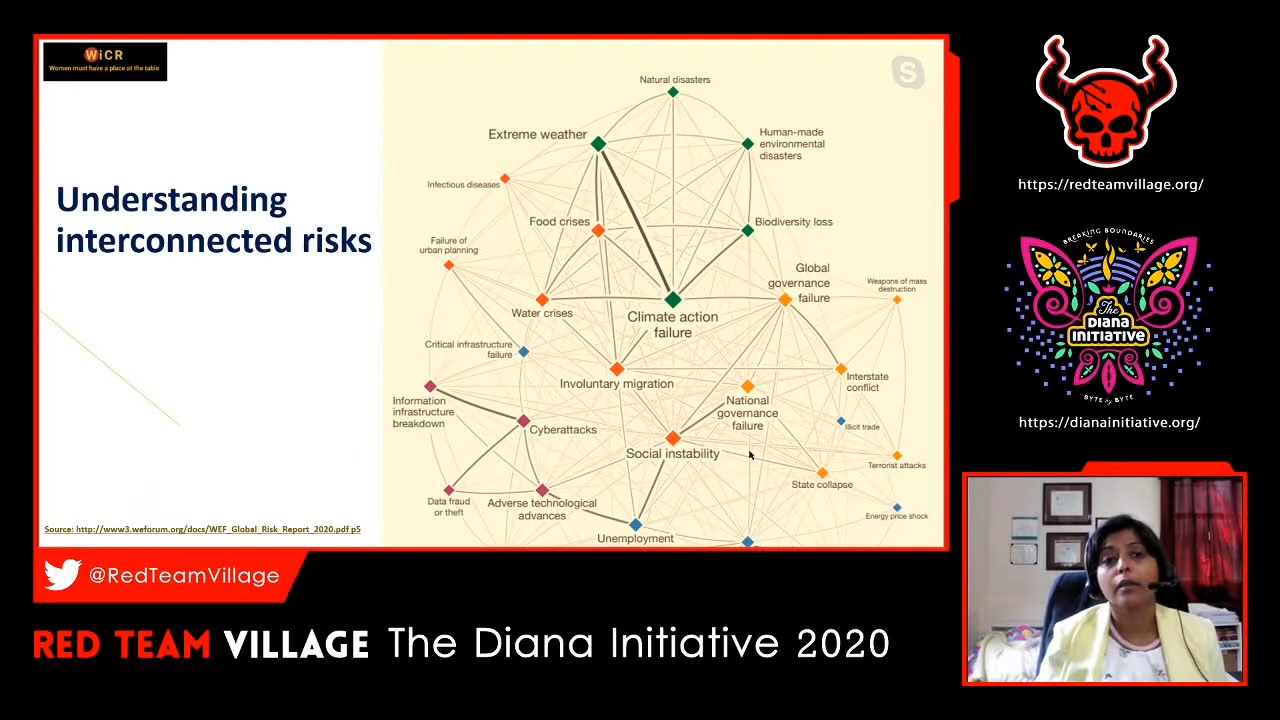 WiCR
Women must have a place at the table
Understanding
interconnected risks
Source: http://www3.weforum.org/docs/WEF_Global_Risk_Report_2020.pdf p5
S
Natural disasters
Extreme weather
Human-made
environmental
disasters
Infectious diseases
Food crises
Biodiversity loss
Failure of
urban planning
Global
governance
failure
Weapons of mass
destruction
Water crises
Climate action
failure
Critical infrastructure
failure
Involuntary migration
Interstate
conflict
Information
infrastructure
breakdown
National
governance
failure
Illicit trade
Cyberattacks
Social instability
Terrorist attacks
State collapse
Data fraud
or theft
Adverse technological
advances
Energy price shock
Unemployment
@RedTeamVillage
RED TEAM VILLAGE The Diana Initiative 2020
https://redteamvillage.org/
BREAKING BOUNDARIES
The
DIANA
INITIATIVE
BYTE by BYTE
https://dianainitiative.org/